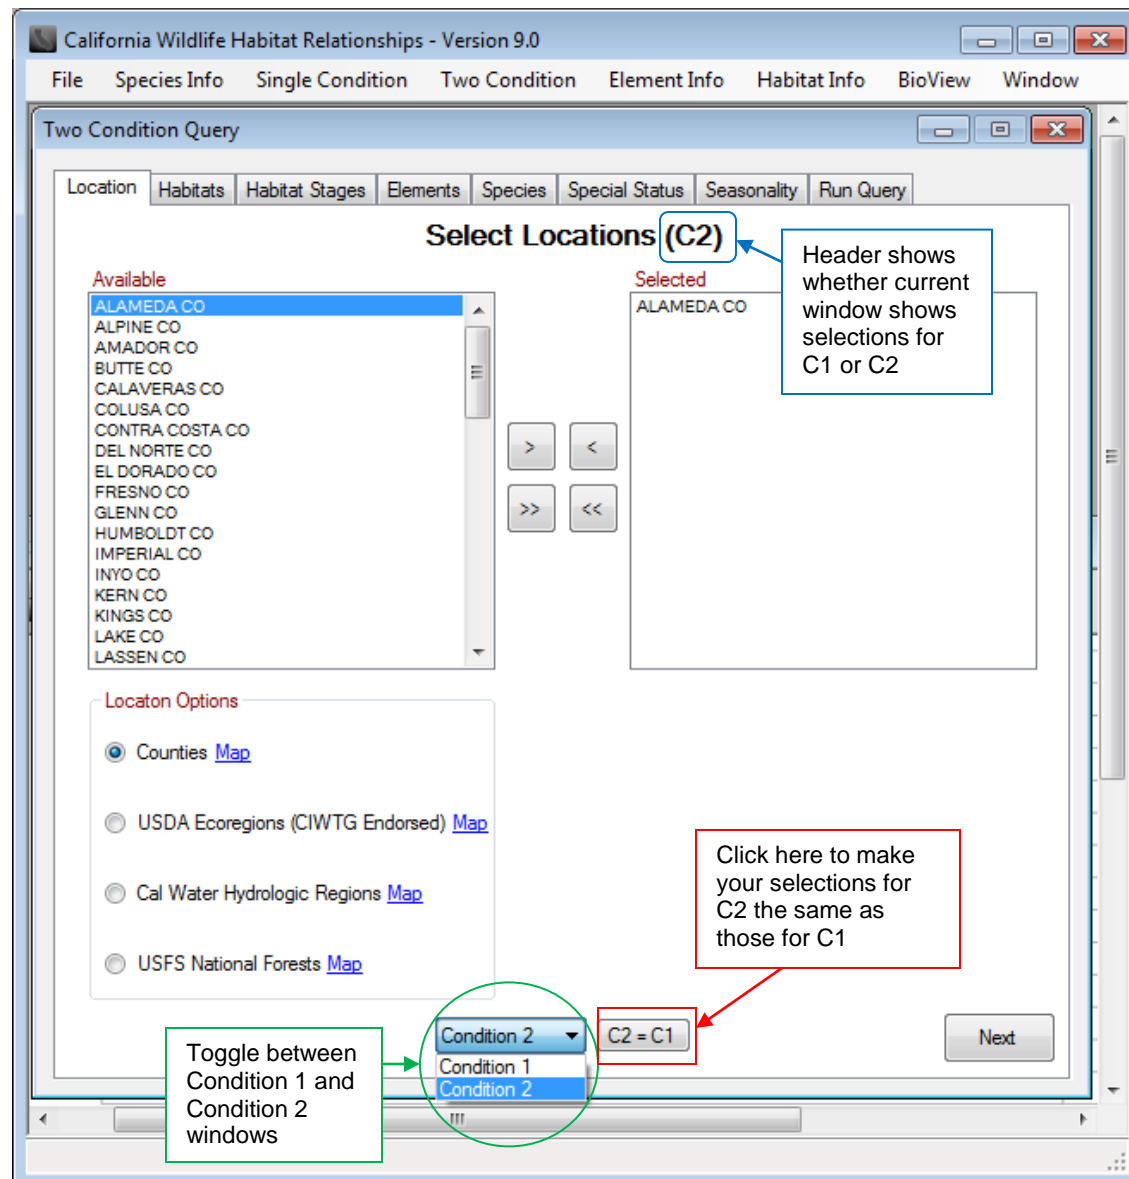 California Wildlife Habitat Relationships - Version 9.0
File Species Info Single Condition Two Condition Element Info Habitat Info BioView Window
Two Condition Query
Location Habitats Habitat Stages Elements Species Special Status Seasonality Run Query
Select Locations (C2)
Header shows
whether current
window shows
selections for
C1 or C2
Available
ALAMEDA CO
ALPINE CO
AMADOR CO
BUTTE CO
CALAVERAS CO
COLUSA CO
CONTRA COSTA CO
DEL NORTE CO
EL DORADO CO
FRESNO CO
GLENN CO
HUMBOLDT CO
IMPERIAL CO
INYO CO
KERN CO
KINGS CO
LAKE CO
LASSEN CO
> <
>> <<
Selected
ALAMEDA CO
Locaton Options
Counties Map
USDA Ecoregions (CIWTG Endorsed) Map
Cal Water Hydrologic Regions Map
USFS National Forests Map
Click here to make
your selections for
C2 the same as
those for C1
Condition 2 C2 = C1 Next
Condition 1
Condition 2
Toggle between
Condition 1 and
Condition 2
windows